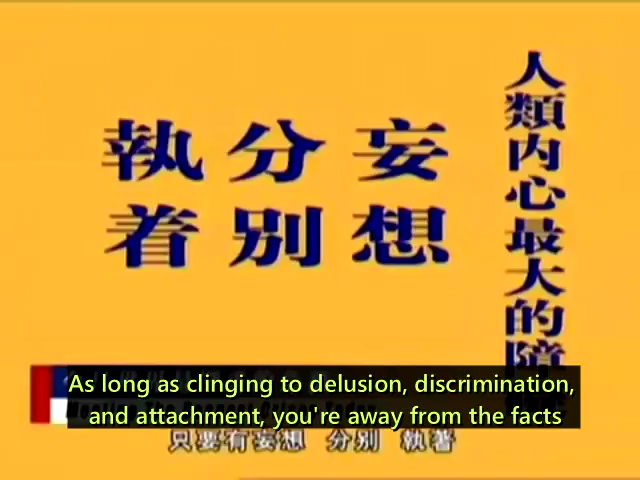 人類內心最大的障
妄想
分別
執着
As long as clinging to delusion, discrimination,
and attachment, you're away from the facts
只要有妄想 分別 執著